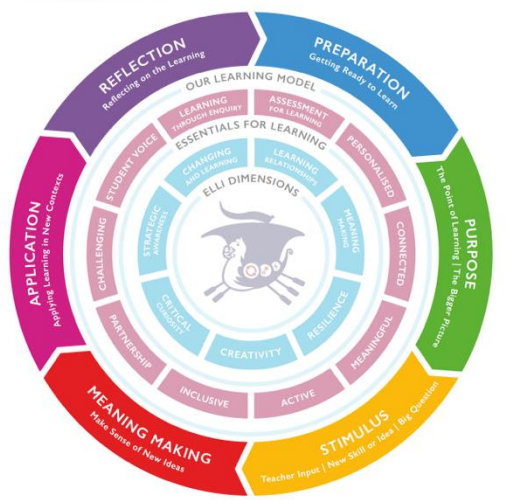 PREPARATION
Getting Ready to Learn
PURPOSE
The Point of Learning | The Bigger Picture
STIMULUS
Teacher Input | New Skill or Idea | Big Question
MEANING MAKING
Make Sense of New Ideas
APPLICATION
Applying Learning in New Contexts
REFLECTION
Reflecting on the Learning
OUR LEARNING MODEL
ASSESSMENT
FOR LEARNING
PERSONALISED
CONNECTED
MEANINGFUL
ACTIVE
INCLUSIVE
PARTNERSHIP
CHALLENGING
STUDENT VOICE
LEARNING
THROUGH ENQUIRY
ESSENTIALS FOR LEARNING
LEARNING
RELATIONSHIPS
MEANING
MAKING
RESILIENCE
CREATIVITY
CRITICAL
CURIOSITY
STRATEGIC
AWARENESS
CHANGING
AND LEARNING
ELLI DIMENSIONS